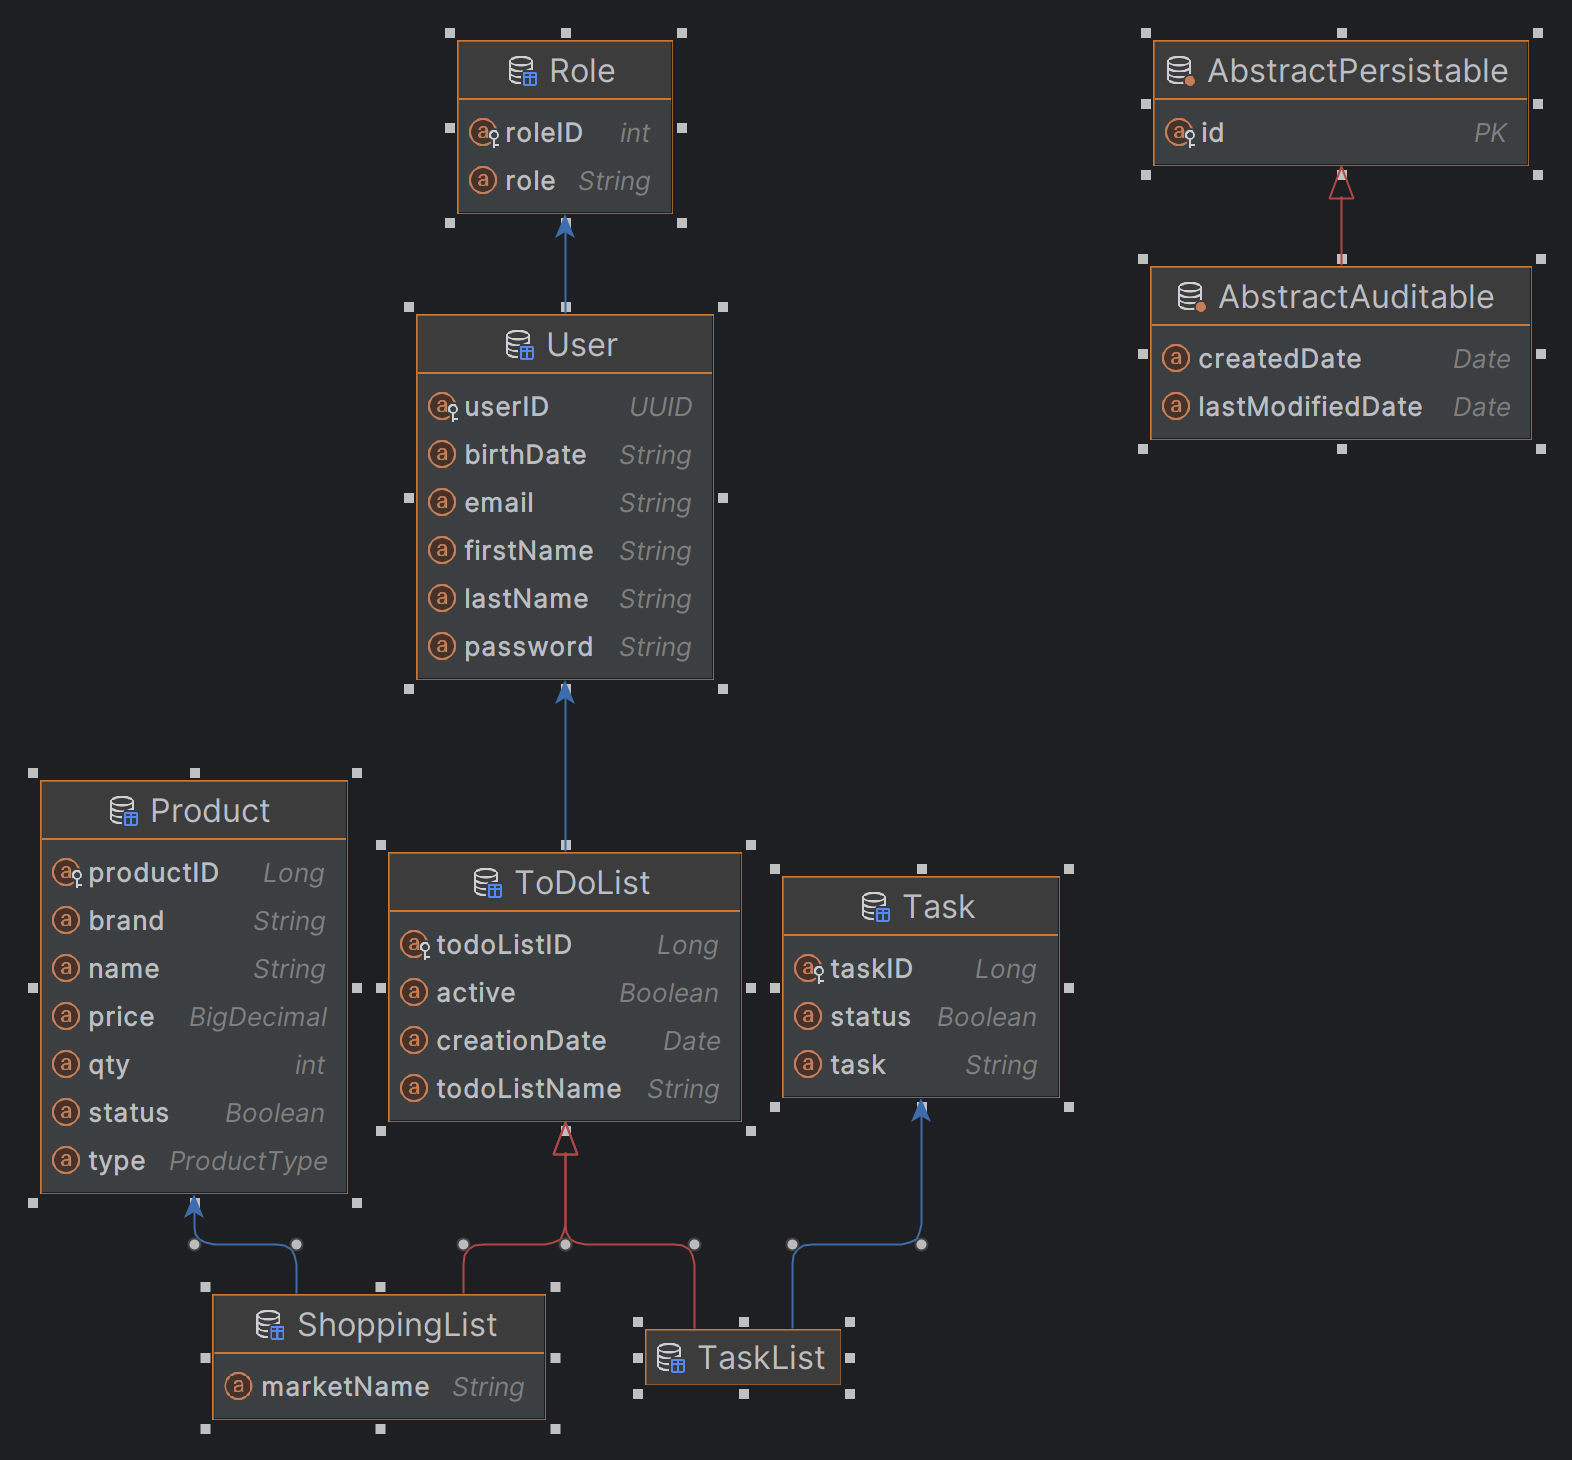 Role
roleID int
role String
AbstractPersistable
id PK
AbstractAuditable
createdDate Date
lastModifiedDate Date
User
userID UUID
birthDate String
email String
firstName String
lastName String
password String
Product
productID Long
brand String
name String
price BigDecimal
qty int
status Boolean
type ProductType
ToDoList
todoListID Long
active Boolean
creationDate Date
todoListName String
Task
taskID Long
status Boolean
task String
ShoppingList
marketName String
TaskList